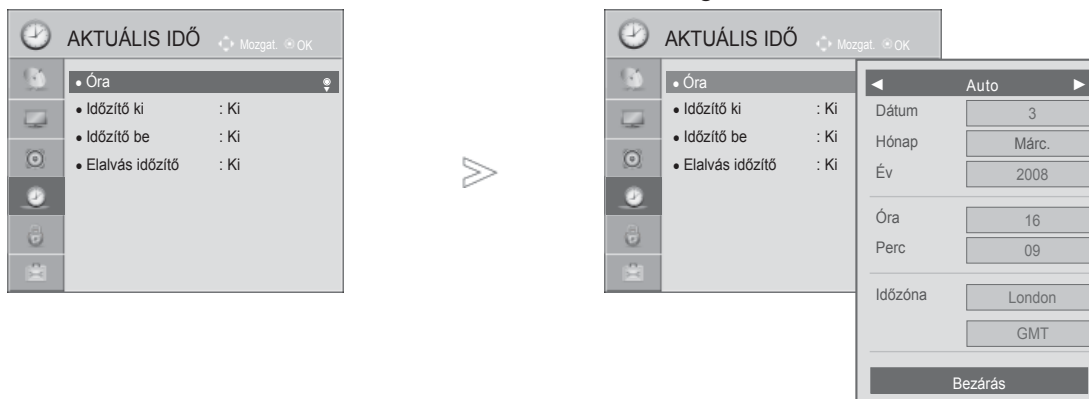 AKTUÁLIS IDŐ Mozgat. OK
• Óra
• Időzítő ki : Ki
• Időzítő be : Ki
• Elalvás időzítő : Ki
AKTUÁLIS IDŐ Mozgat. OK
• Óra
• Időzítő ki : Ki
• Időzítő be : Ki
• Elalvás időzítő : Ki
◄ Auto ►
Dátum 3
Hónap Márc.
Év 2008
Óra 16
Perc 09
Időzóna London
GMT
Bezárás